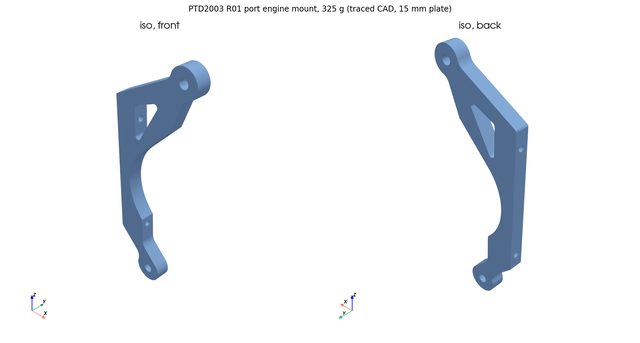 PTD2003 R01 port engine mount, 325 g (traced CAD, 15 mm plate)
iso, front
iso, back
z
y
x
z
x
y